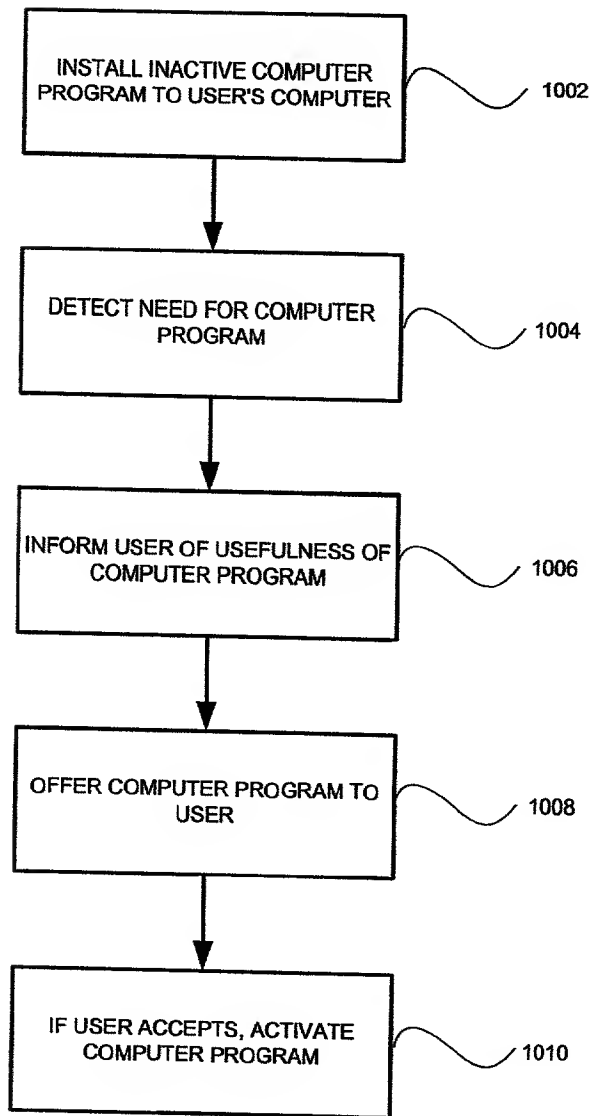 INSTALL INACTIVE COMPUTER
PROGRAM TO USER'S COMPUTER
1002
DETECT NEED FOR COMPUTER
PROGRAM
1004
INFORM USER OF USEFULNESS OF
COMPUTER PROGRAM
1006
OFFER COMPUTER PROGRAM TO
USER
1008
IF USER ACCEPTS, ACTIVATE
COMPUTER PROGRAM
1010